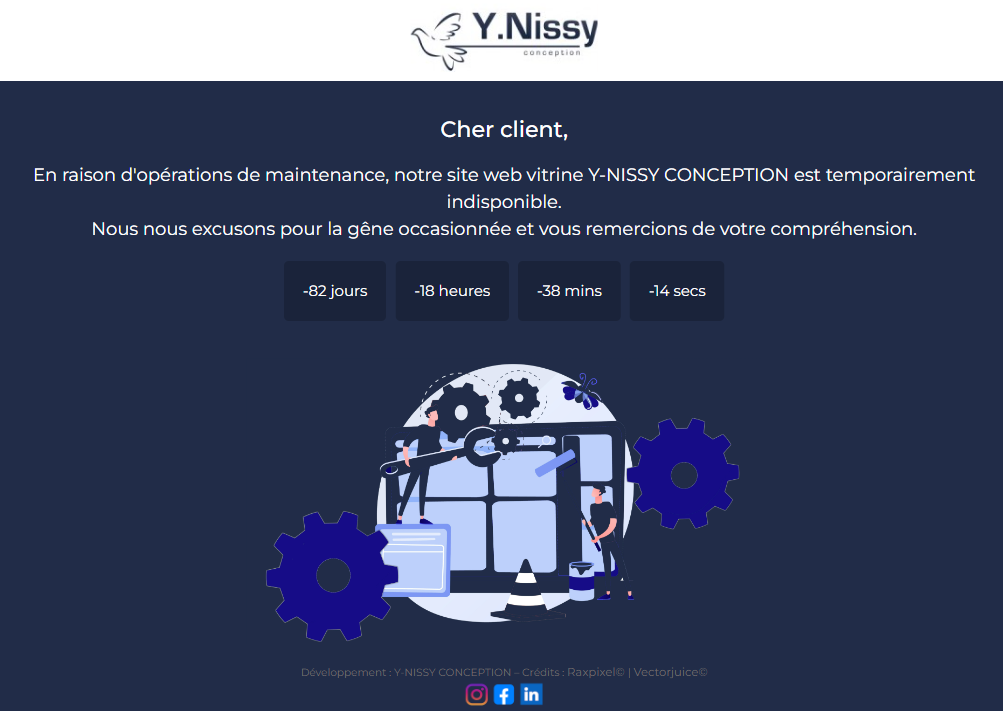 Y.Nissy
conception
Cher client,
En raison d'opérations de maintenance, notre site web vitrine Y-NISSY CONCEPTION est temporairement
indisponible.
Nous nous excusons pour la gêne occasionnée et vous remercions de votre compréhension.
-82 jours -18 heures -38 mins -14 secs
Développement : Y-NISSY CONCEPTION – Crédits : Raxpixel© | Vectorjuice©
in